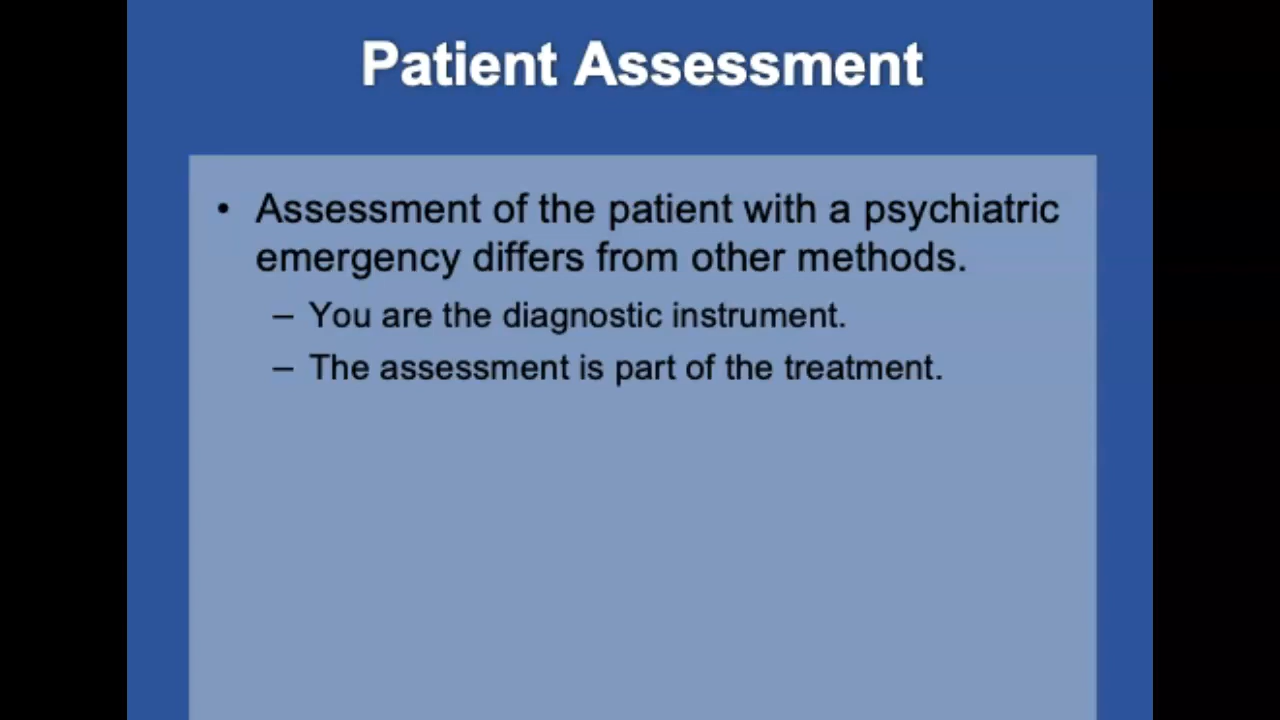 Patient Assessment
• Assessment of the patient with a psychiatric
emergency differs from other methods.
– You are the diagnostic instrument.
– The assessment is part of the treatment.